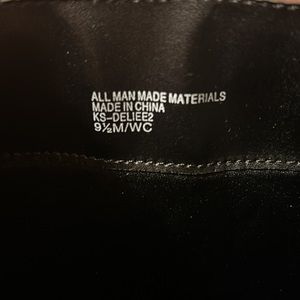 ALL MAN MADE MATERIALS
MADE IN CHINA
KS-DELIEE2
9½M/WC